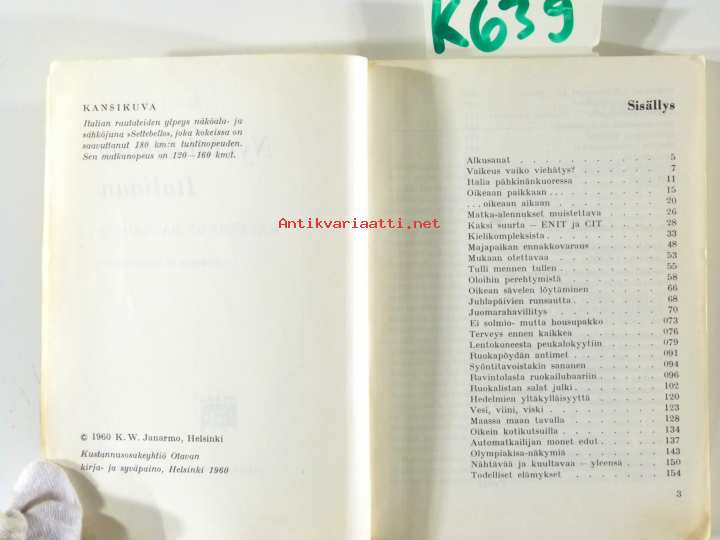 K639
KANSIKUVA
Italian rautateiden ylpeys näköala- ja
sähköjuna »Settebello», joka kokeissa on
saavuttanut 180 km:n tuntinopeuden.
Sen matkanopeus on 120—160 km/t.
© 1960 K. W. Janarmo, Helsinki
Kustannusosakeyhtiö Otavan
kirja- ja syväpaino, Helsinki 1960
Antikvariaatti.net
Sisällys
Alkusanat . . . . . . . . . . . 5
Vaikeus vaiko viehätys? . . . . . . 7
Italia pähkinänkuoressa . . . . . . 11
Oikeaan paikkaan... . . . . . . . 15
...oikeaan aikaan . . . . . . . . 20
Matka-alennukset muistettava . . . . 26
Kaksi suurta — ENIT ja CIT . . . . 28
Kielikompleksista . . . . . . . . 33
Majapaikan ennakkovaraus . . . . . 48
Mukaan otettavaa . . . . . . . . 53
Tulli mennen tullen . . . . . . . 55
Oloihin perehtymistä . . . . . . . 58
Oikean sävelen löytäminen . . . . . 66
Juhlapäivien runsautta . . . . . . 68
Juomarahavillitys . . . . . . . . 70
Ei solmio- mutta housupakko . . . . 073
Terveys ennen kaikkea . . . . . . 076
Lentokoneesta peukalokyytiin . . . . 079
Ruokapöydän antimet . . . . . . . 091
Syöntitavoistakin sananen . . . . . 094
Ravintolasta ruokailubaariin . . . . 096
Ruokalistan salat julki . . . . . . 102
Hedelmien yltäkylläisyyttä . . . . . 120
Vesi, viini, viski . . . . . . . . 123
Maassa maan tavalla . . . . . . . 128
Oikein kotikutsuilla . . . . . . . 134
Automatkailijan monet edut . . . . . 137
Olympiakisa-näkymiä . . . . . . . 143
Nähtävää ja kuultavaa — yleensä . . . 150
Todelliset elämykset . . . . . . . 154
3